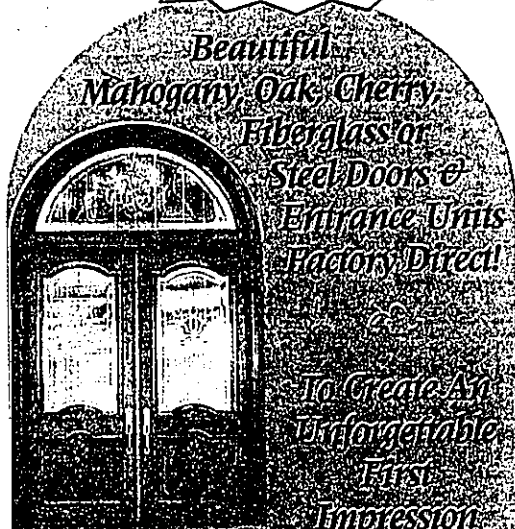 Beautiful
Mahogany, Oak, Cherry,
Fiberglass or
Steel Doors &
Entrance Units
Factory Direct!
To Create An
Unforgettable
First
Impression